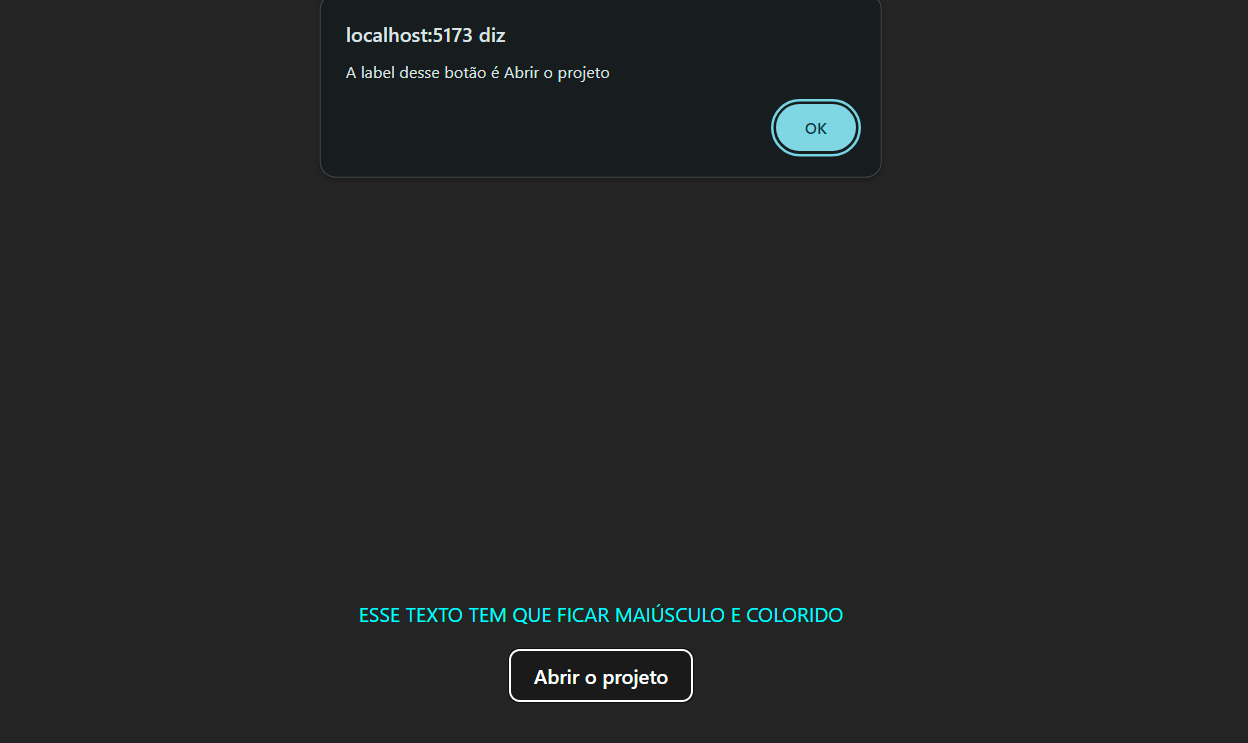 localhost:5173 diz
A label desse botão é Abrir o projeto
OK
ESSE TEXTO TEM QUE FICAR MAIÚSCULO E COLORIDO
Abrir o projeto